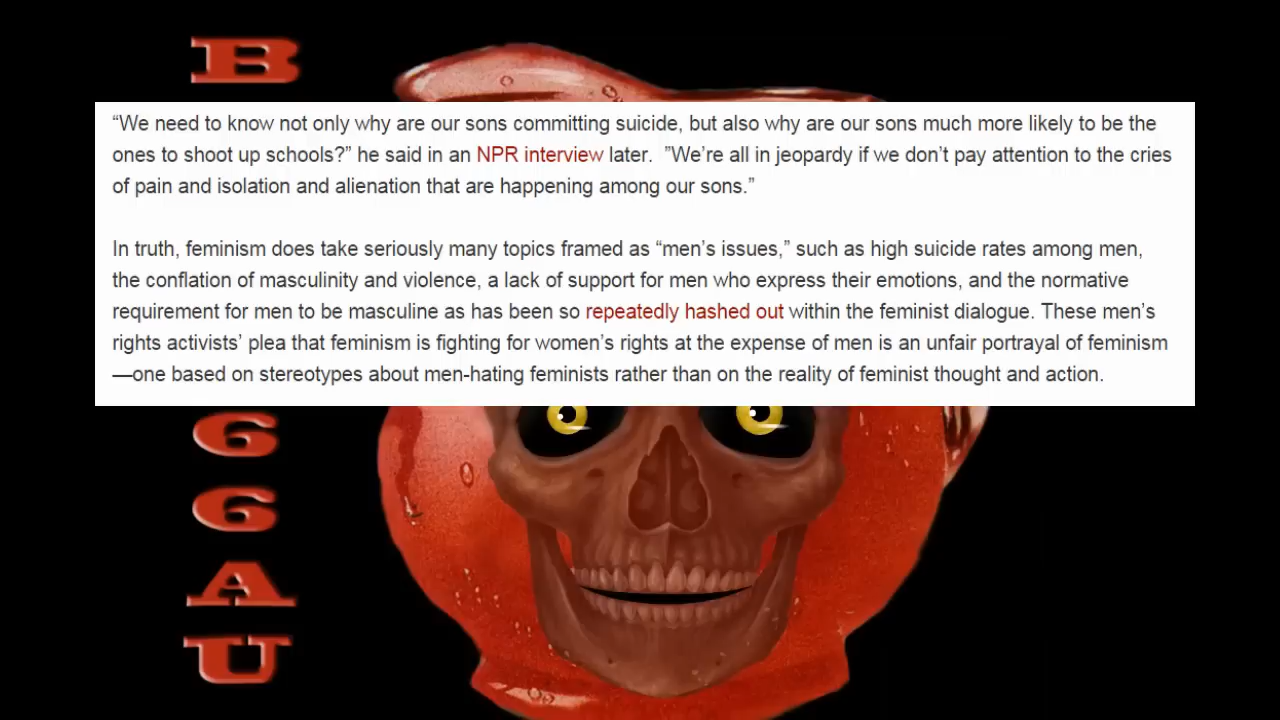 B
“We need to know not only why are our sons committing suicide, but also why are our sons much more likely to be the
ones to shoot up schools?” he said in an NPR interview later.  ”We’re all in jeopardy if we don’t pay attention to the cries
of pain and isolation and alienation that are happening among our sons.”
In truth, feminism does take seriously many topics framed as “men’s issues,” such as high suicide rates among men,
the conflation of masculinity and violence, a lack of support for men who express their emotions, and the normative
requirement for men to be masculine as has been so repeatedly hashed out within the feminist dialogue. These men’s
rights activists’ plea that feminism is fighting for women’s rights at the expense of men is an unfair portrayal of feminism
—one based on stereotypes about men-hating feminists rather than on the reality of feminist thought and action.
6
6
A
U